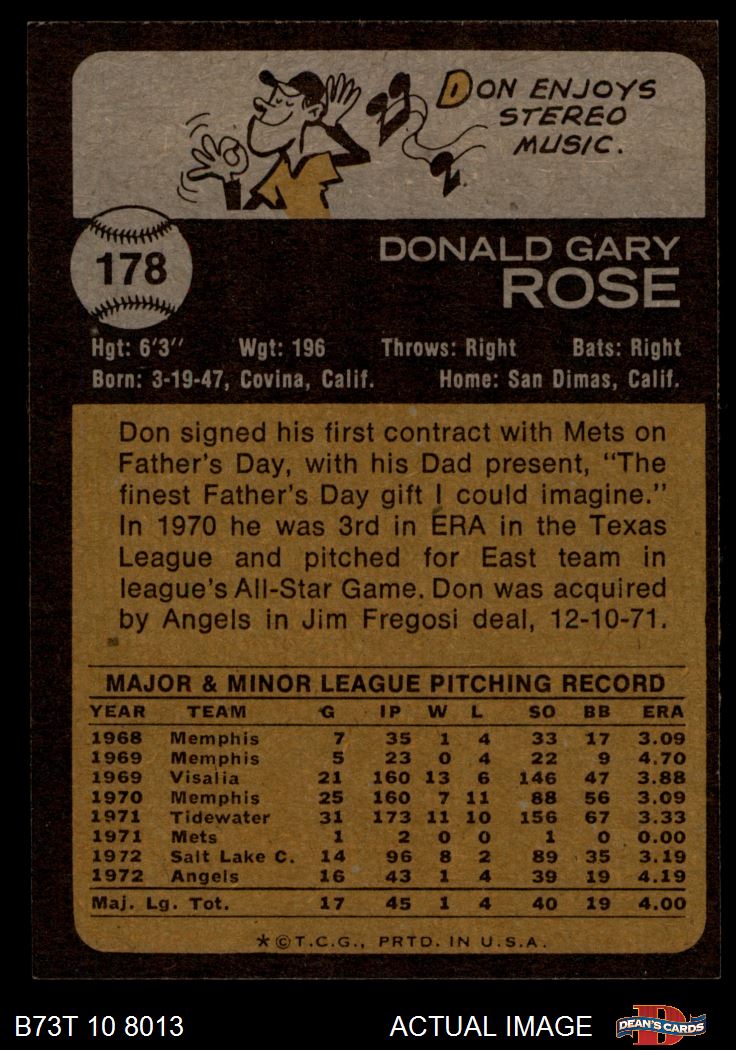 DON ENJOYS
STEREO
MUSIC.
178
DONALD GARY
ROSE
Hgt: 6'3" Wgt: 196 Throws: Right Bats: Right
Born: 3-19-47, Covina, Calif. Home: San Dimas, Calif.
Don signed his first contract with Mets on
Father's Day, with his Dad present, "The
finest Father's Day gift I could imagine."
In 1970 he was 3rd in ERA in the Texas
League and pitched for East team in
league's All-Star Game. Don was acquired
by Angels in Jim Fregosi deal, 12-10-71.
MAJOR & MINOR LEAGUE PITCHING RECORD
YEAR TEAM G IP W L SO BB ERA
1968 Memphis 7 35 1 4 33 17 3.09
1969 Memphis 5 23 0 4 22 9 4.70
1969 Visalia 21 160 13 6 146 47 3.88
1970 Memphis 25 160 7 11 88 56 3.09
1971 Tidewater 31 173 11 10 156 67 3.33
1971 Mets 1 2 0 0 1 0 0.00
1972 Salt Lake C. 14 96 8 2 89 35 3.19
1972 Angels 16 43 1 4 39 19 4.19
Maj. Lg. Tot. 17 45 1 4 40 19 4.00
*©T.C.G., PRTD. IN U.S.A.
B73T 10 8013 ACTUAL IMAGE DEAN'S CARDS